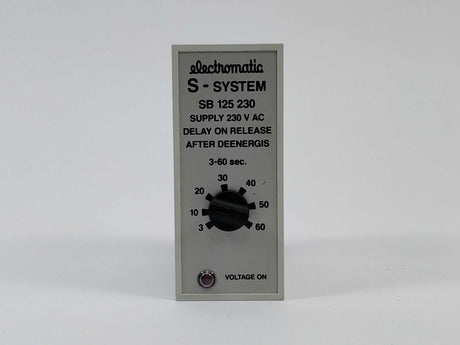 electromatic
S - SYSTEM
SB 125 230
SUPPLY 230 V AC
DELAY ON RELEASE
AFTER DEENERGIS
3-60 sec.
30
20 40
10 50
3 60
VOLTAGE ON